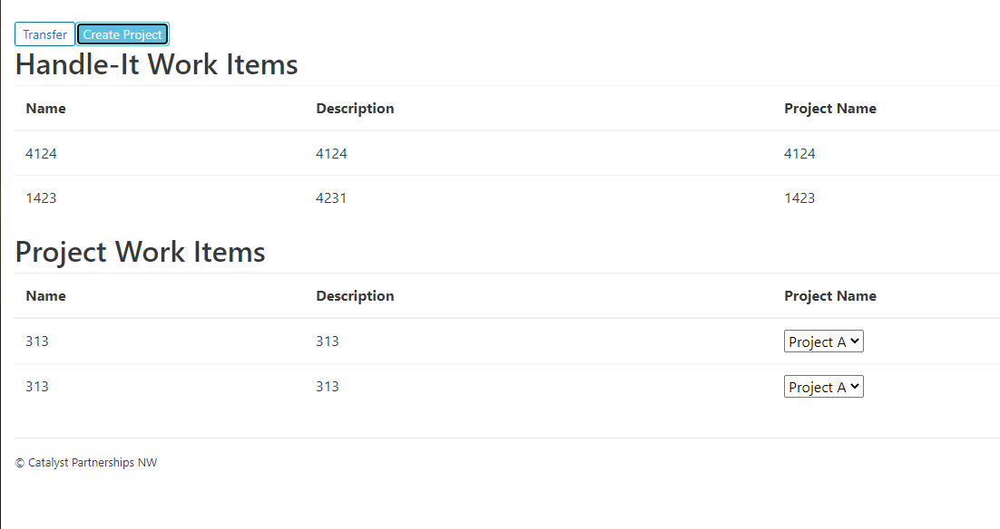 Transfer Create Project
Handle-It Work Items
Name Description Project Name
4124 4124 4124
1423 4231 1423
Project Work Items
Name Description Project Name
313 313 Project A
313 313 Project A
© Catalyst Partnerships NW